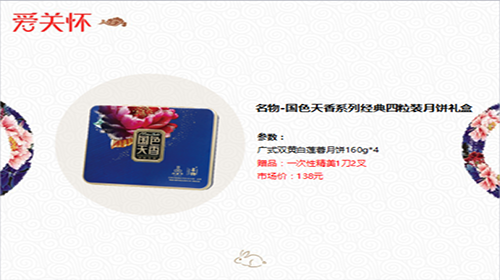 爱关怀
名物-国色天香系列经典四粒装月饼礼盒
国色
天香
参数：
广式双黄白莲蓉月饼160g*4
赠品：一次性精美1刀2叉
市场价：138元